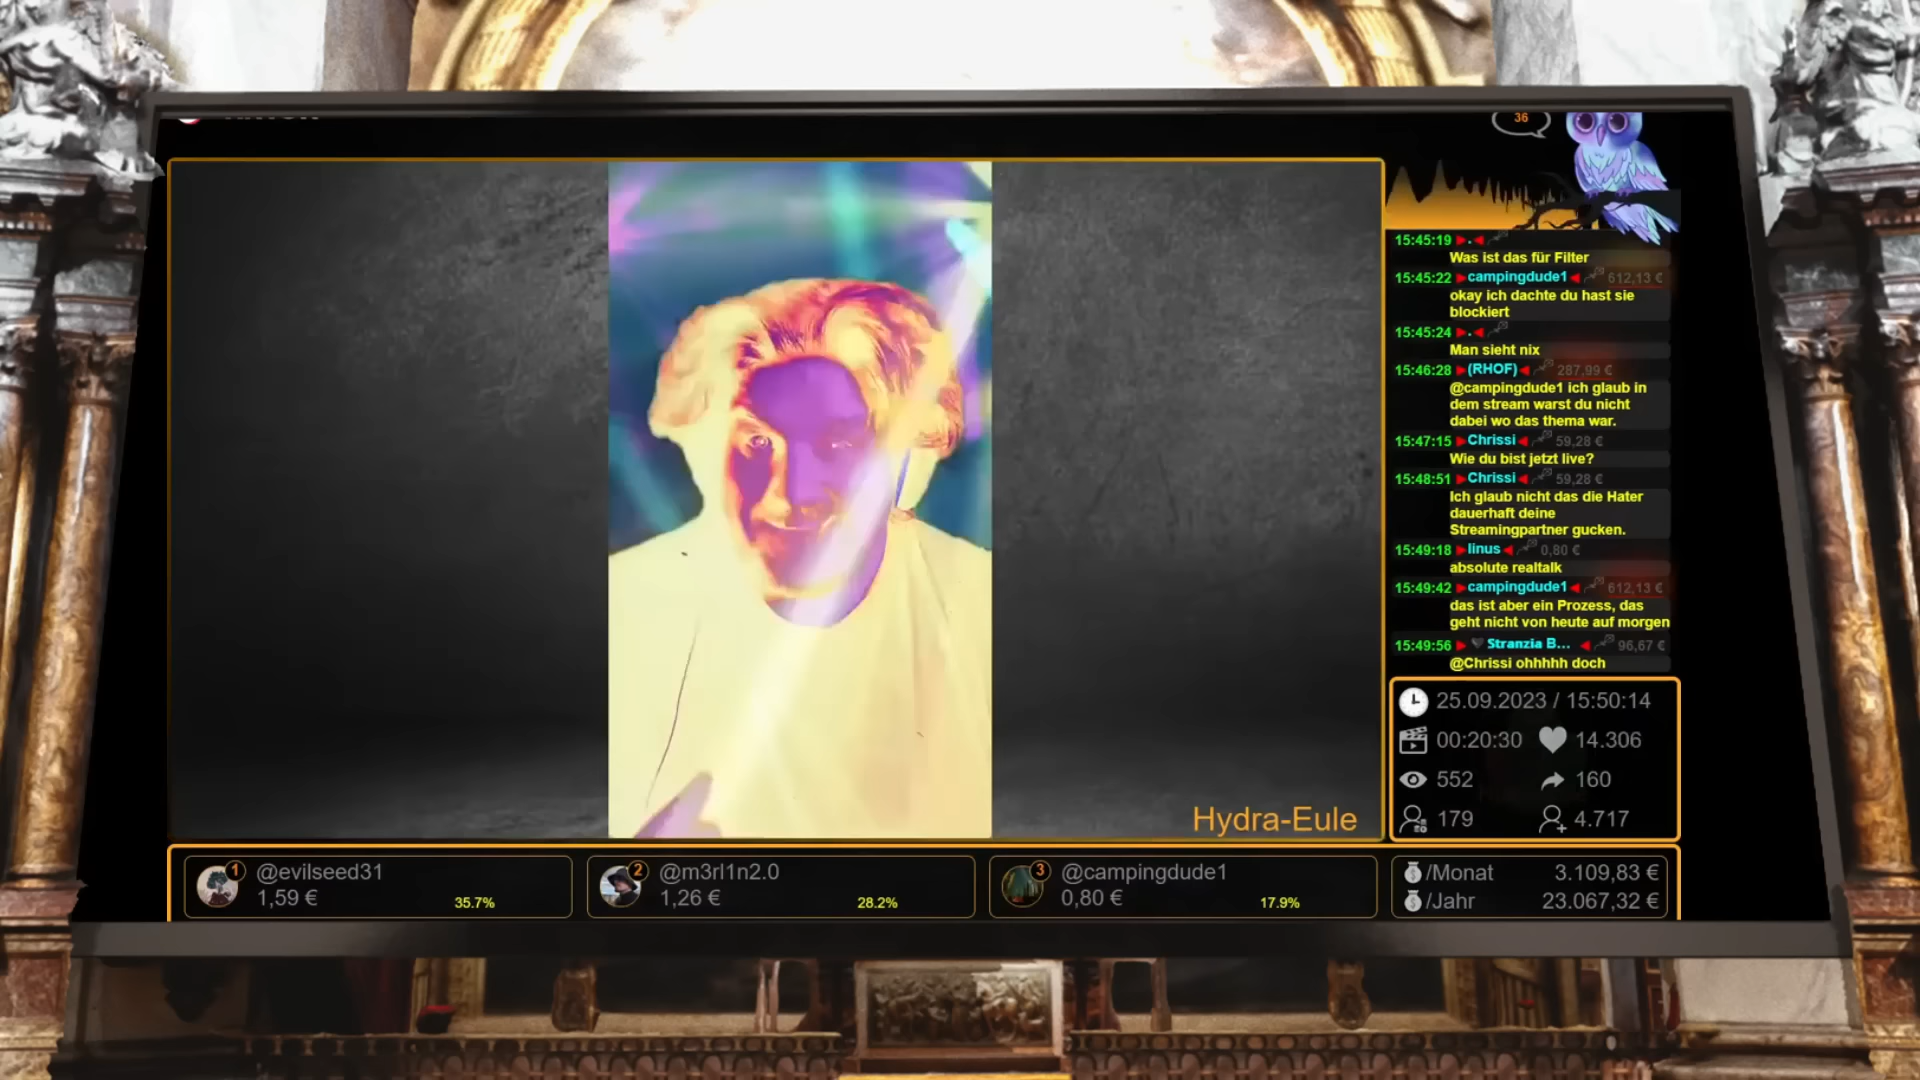 36
15:45:19 .
Was ist das für Filter
15:45:22 campingdude1 612,13 €
okay ich dachte du hast sie
blockiert
15:45:24 .
Man sieht nix
15:46:28 (RHOF) 287,99 €
@campingdude1 ich glaub in
dem stream warst du nicht
dabei wo das thema war.
15:47:15 Chrissi 59,28 €
Wie du bist jetzt live?
15:48:51 Chrissi 59,28 €
Ich glaub nicht das die Hater
dauerhaft deine
Streamingpartner gucken.
15:49:18 linus 0,80 €
absolute realtalk
15:49:42 campingdude1 612,13 €
das ist aber ein Prozess, das
geht nicht von heute auf morgen
15:49:56 Stranzia B... 96,67 €
@Chrissi ohhhhh doch
25.09.2023 / 15:50:14
00:20:30 14.306
552 160
179 4.717
Hydra-Eule
1 @evilseed31
1,59 € 35.7%
2 @m3rl1n2.0
1,26 € 28.2%
3 @campingdude1
0,80 € 17.9%
/Monat 3.109,83 €
/Jahr 23.067,32 €